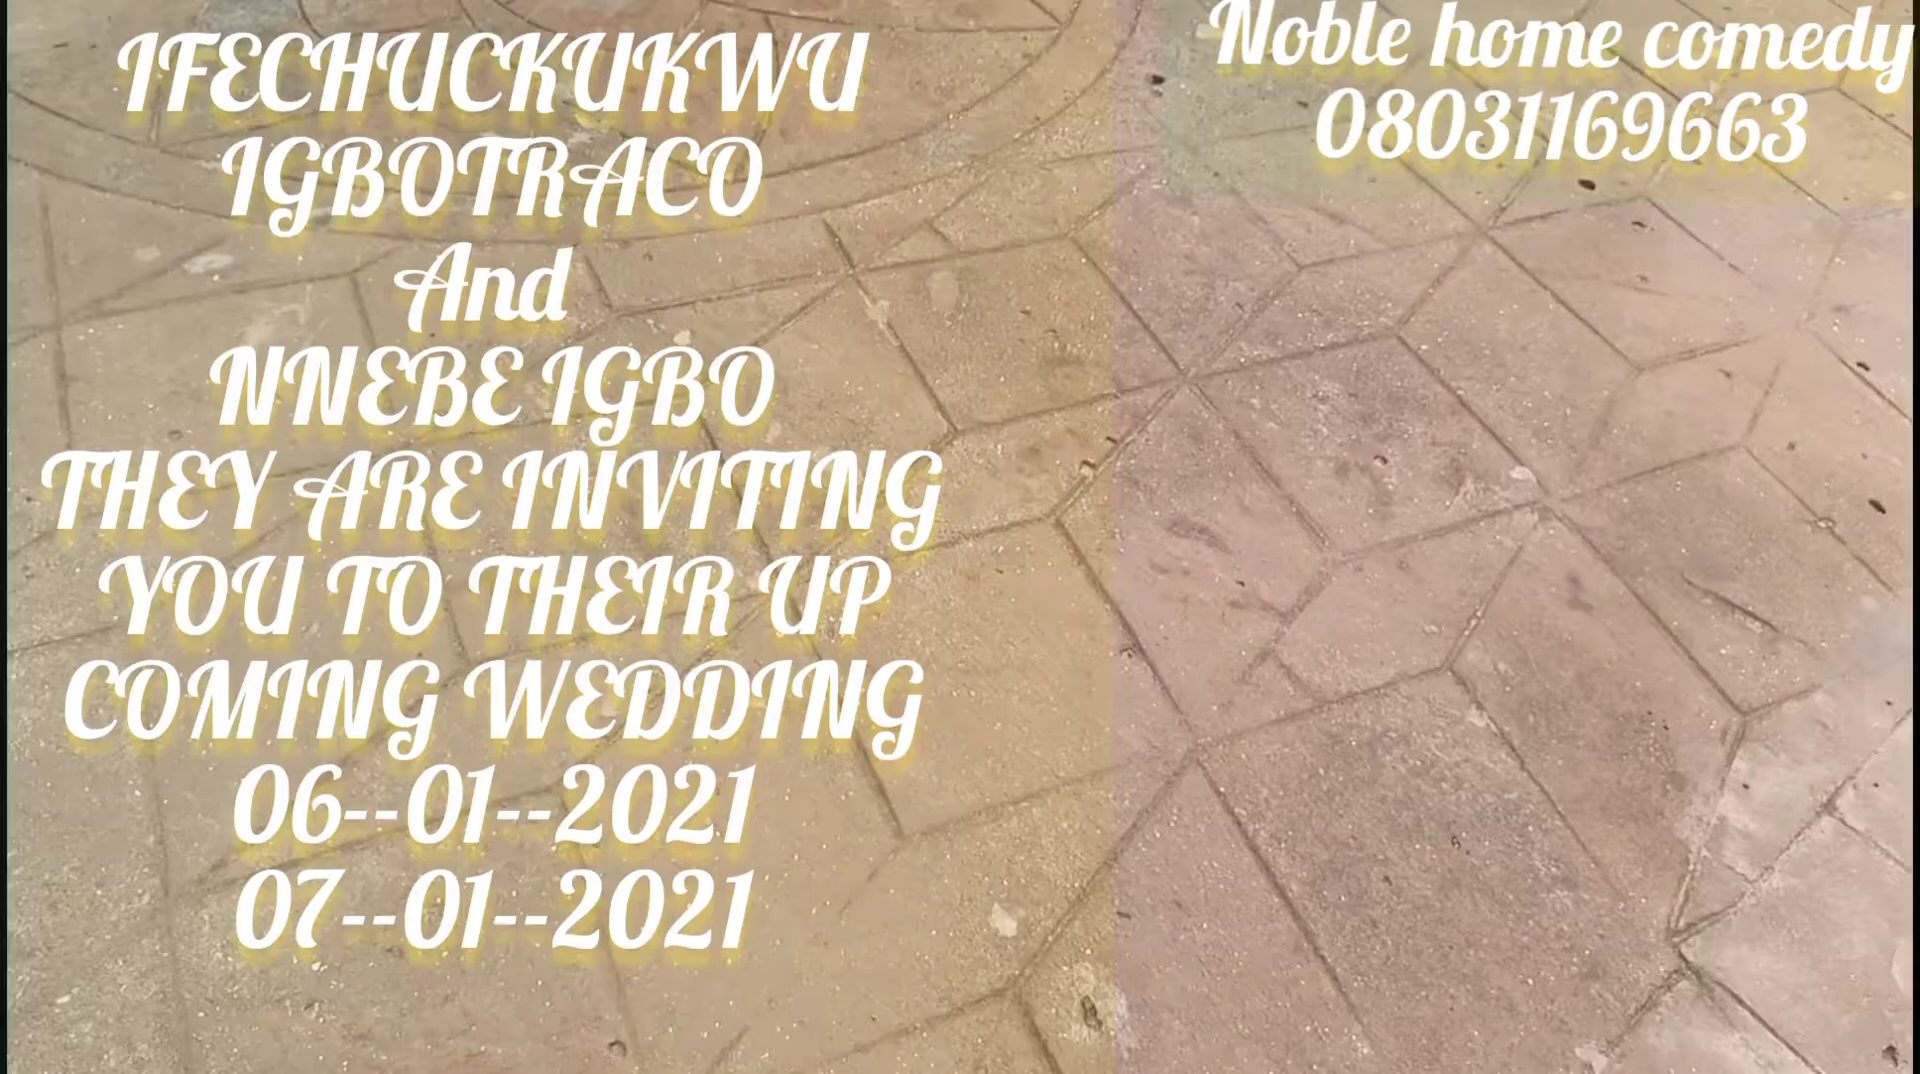 IFECHUCKUKWU
IGBOTRACO
And
NNEBE IGBO
THEY ARE INVITING
YOU TO THEIR UP
COMING WEDDING
06--01--2021
07--01--2021
Noble home comedy
08031169663